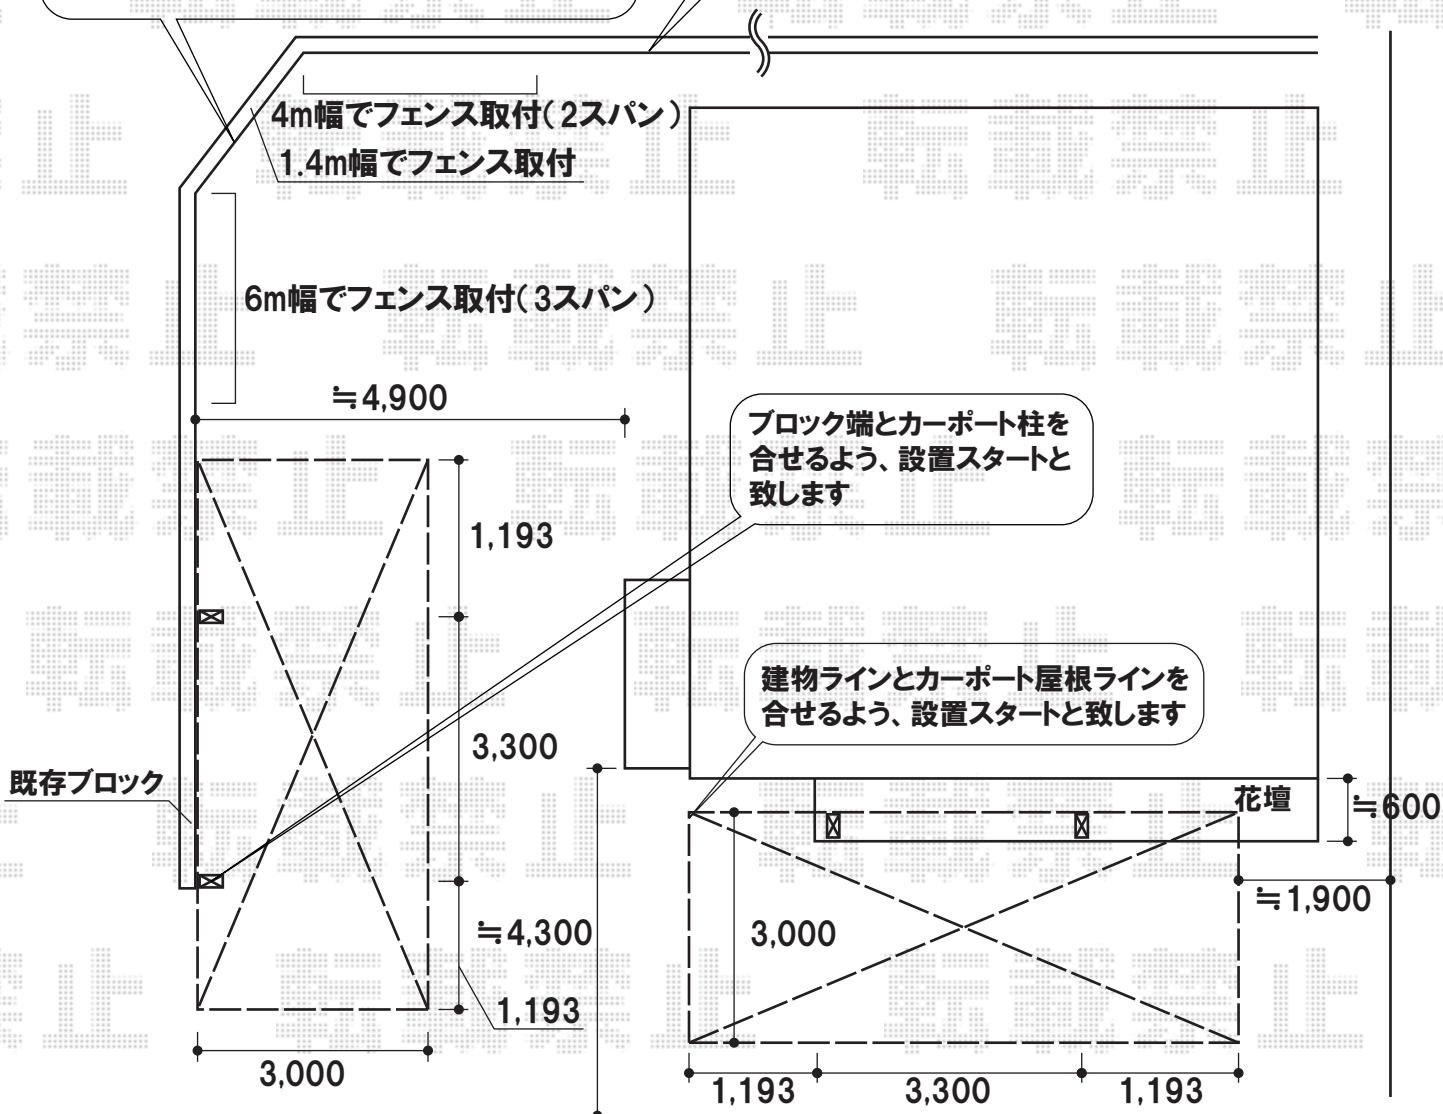 4m幅でフェンス取付(2スパン)
1.4m幅でフェンス取付
6m幅でフェンス取付(3スパン)
≒4,900
ブロック端とカーポート柱を
合せるよう、設置スタートと
致します
1,193
3,300
建物ラインとカーポート屋根ラインを
合せるよう、設置スタートと致します
既存ブロック
花壇
≒600
≒1,900
≒4,300
3,000
1,193
3,000
1,193
3,300
1,193
転載禁止